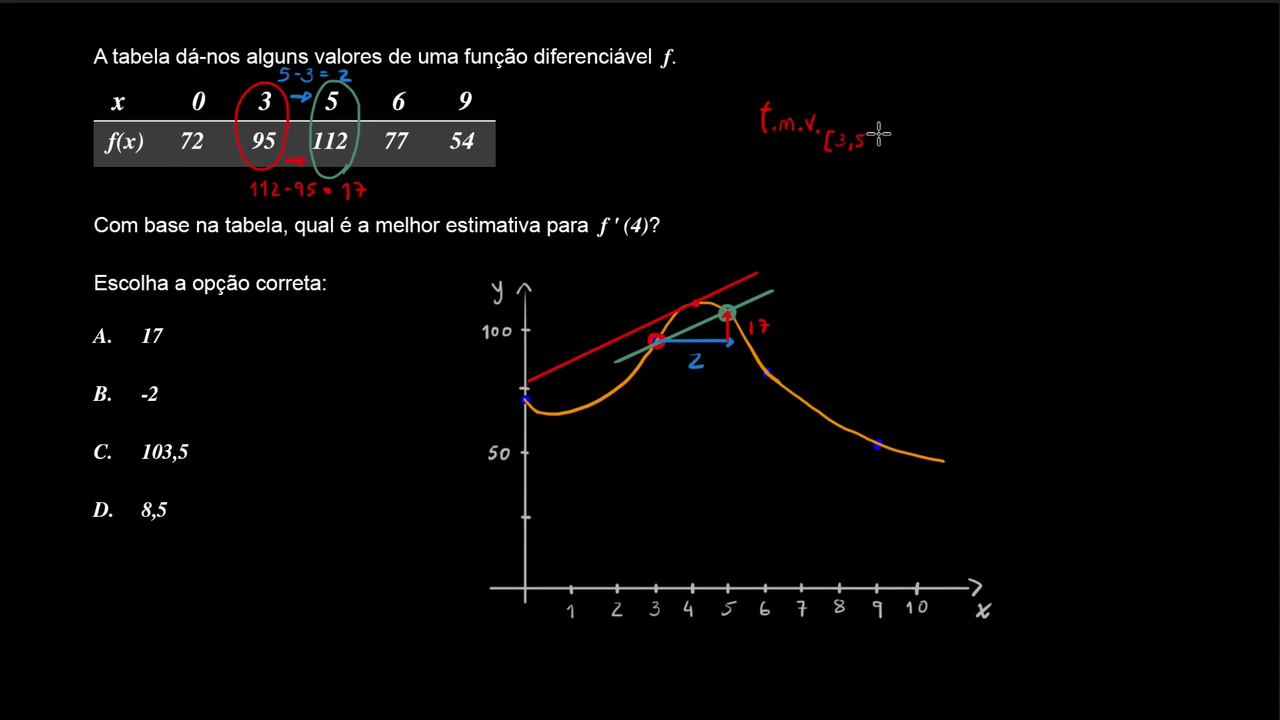 A tabela dá-nos alguns valores de uma função diferenciável f.
5-3 = 2
x 0 3 5 6 9
f(x) 72 95 112 77 54
112-95 = 17
t.m.v. [3,5
Com base na tabela, qual é a melhor estimativa para f ' (4)?
Escolha a opção correta:
A. 17
B. -2
C. 103,5
D. 8,5
y
100
17
2
50
1 2 3 4 5 6 7 8 9 10
x